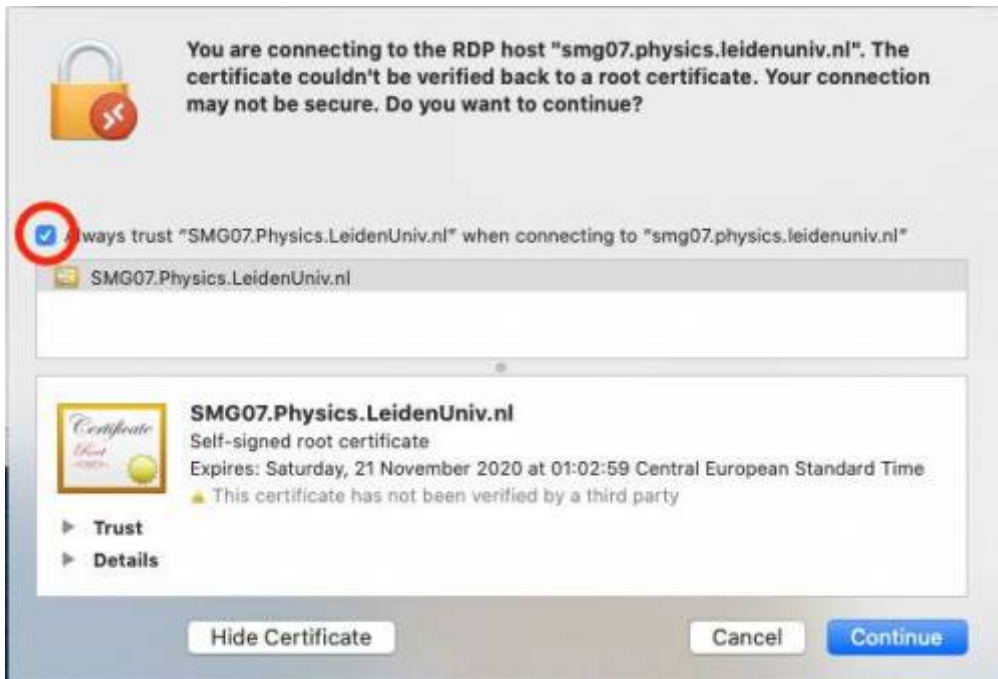 You are connecting to the RDP host "smg07.physics.leidenuniv.nl". The
certificate couldn't be verified back to a root certificate. Your connection
may not be secure. Do you want to continue?
Always trust "SMG07.Physics.LeidenUniv.nl" when connecting to "smg07.physics.leidenuniv.nl"
SMG07.Physics.LeidenUniv.nl
Certificate
Root
SMG07.Physics.LeidenUniv.nl
Self-signed root certificate
Expires: Saturday, 21 November 2020 at 01:02:59 Central European Standard Time
This certificate has not been verified by a third party
Trust
Details
Hide Certificate
Cancel
Continue